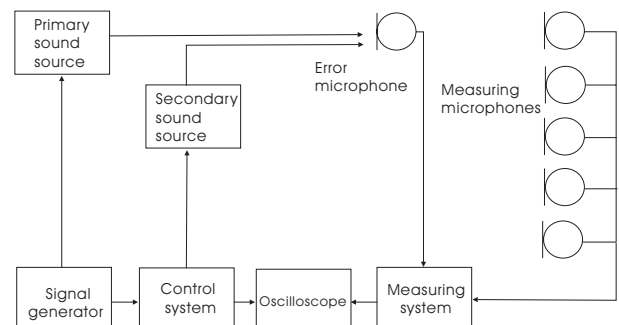 Primary
sound
source
Error
microphone
Secondary
sound
source
Measuring
microphones
Signal
generator
Control
system
Oscilloscope
Measuring
system